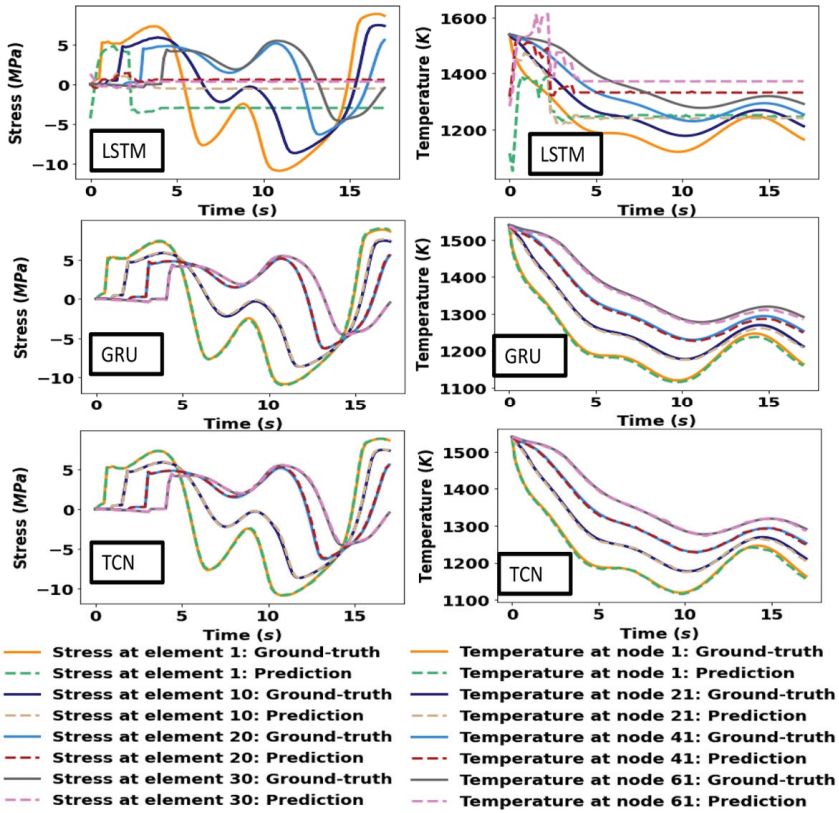 Stress (MPa)
5
0
−5
−10
LSTM
0
5
10
15
Time (s)
Temperature (K)
1600
1400
1200
LSTM
0
5
10
15
Time (s)
Stress (MPa)
5
0
−5
−10
GRU
0
5
10
15
Time (s)
Temperature (K)
1500
1400
1300
1200
1100
GRU
0
5
10
15
Time (s)
Stress (MPa)
5
0
−5
−10
TCN
0
5
10
15
Time (s)
Temperature (K)
1500
1400
1300
1200
1100
TCN
0
5
10
15
Time (s)
Stress at element 1: Ground-truth
Stress at element 1: Prediction
Stress at element 10: Ground-truth
Stress at element 10: Prediction
Stress at element 20: Ground-truth
Stress at element 20: Prediction
Stress at element 30: Ground-truth
Stress at element 30: Prediction
Temperature at node 1: Ground-truth
Temperature at node 1: Prediction
Temperature at node 21: Ground-truth
Temperature at node 21: Prediction
Temperature at node 41: Ground-truth
Temperature at node 41: Prediction
Temperature at node 61: Ground-truth
Temperature at node 61: Prediction